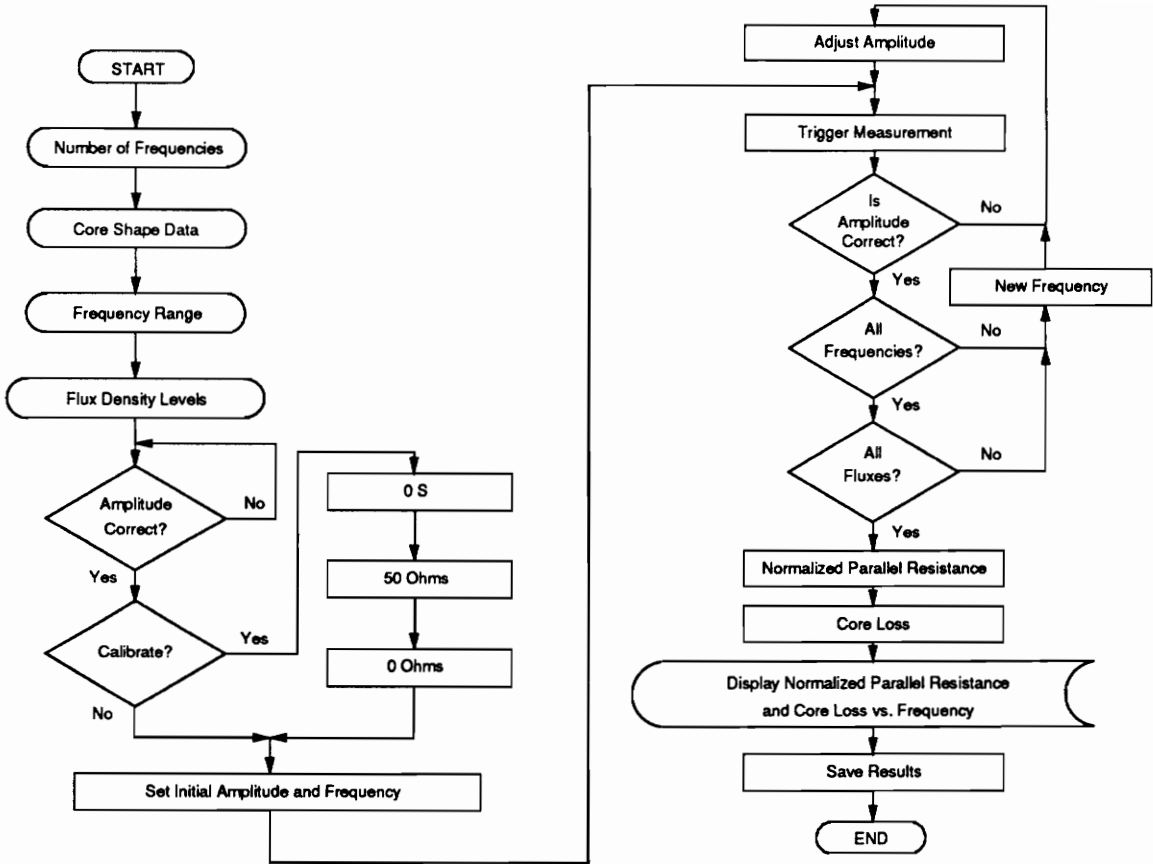 START
Number of Frequencies
Core Shape Data
Frequency Range
Flux Density Levels
Amplitude
Correct?
No
Yes
Calibrate?
Yes
No
0 S
50 Ohms
0 Ohms
Set Initial Amplitude and Frequency
Adjust Amplitude
Trigger Measurement
Is
Amplitude
Correct?
No
Yes
New Frequency
All
Frequencies?
No
Yes
All
Fluxes?
No
Yes
Normalized Parallel Resistance
Core Loss
Display Normalized Parallel Resistance
and Core Loss vs. Frequency
Save Results
END